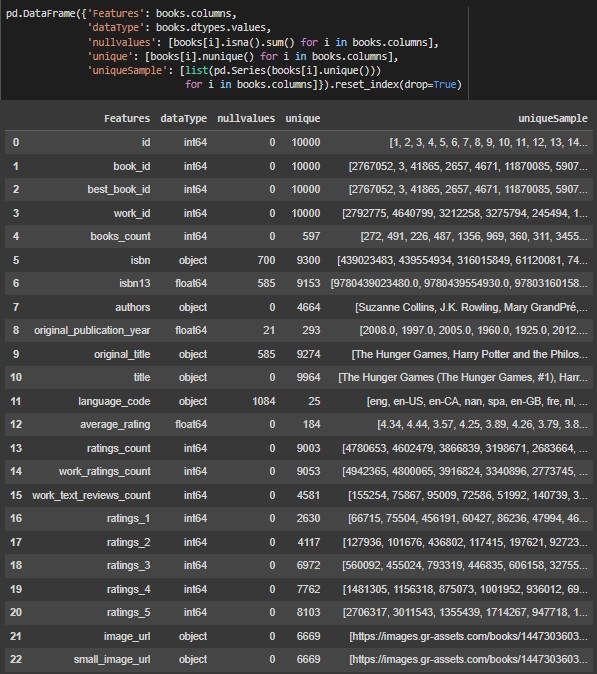 pd.DataFrame({'Features': books.columns,
'dataType': books.dtypes.values,
'nullvalues': [books[i].isna().sum() for i in books.columns],
'unique': [books[i].nunique() for i in books.columns],
'uniqueSample': [list(pd.Series(books[i].unique()))
for i in books.columns]}).reset_index(drop=True)
Features dataType nullvalues unique uniqueSample
0 id int64 0 10000 [1, 2, 3, 4, 5, 6, 7, 8, 9, 10, 11, 12, 13, 14...
1 book_id int64 0 10000 [2767052, 3, 41865, 2657, 4671, 11870085, 5907...
2 best_book_id int64 0 10000 [2767052, 3, 41865, 2657, 4671, 11870085, 5907...
3 work_id int64 0 10000 [2792775, 4640799, 3212258, 3275794, 245494, 1...
4 books_count int64 0 597 [272, 491, 226, 487, 1356, 969, 360, 311, 3455...
5 isbn object 700 9300 [439023483, 439554934, 316015849, 61120081, 74...
6 isbn13 float64 585 9153 [9780439023480.0, 9780439554930.0, 97803160158...
7 authors object 0 4664 [Suzanne Collins, J.K. Rowling, Mary GrandPré,...
8 original_publication_year float64 21 293 [2008.0, 1997.0, 2005.0, 1960.0, 1925.0, 2012....
9 original_title object 585 9274 [The Hunger Games, Harry Potter and the Philos...
10 title object 0 9964 [The Hunger Games (The Hunger Games, #1), Harr...
11 language_code object 1084 25 [eng, en-US, en-CA, nan, spa, en-GB, fre, nl, ...
12 average_rating float64 0 184 [4.34, 4.44, 3.57, 4.25, 3.89, 4.26, 3.79, 3.8...
13 ratings_count int64 0 9003 [4780653, 4602479, 3866839, 3198671, 2683664, ...
14 work_ratings_count int64 0 9053 [4942365, 4800065, 3916824, 3340896, 2773745, ...
15 work_text_reviews_count int64 0 4581 [155254, 75867, 95009, 72586, 51992, 140739, 3...
16 ratings_1 int64 0 2630 [66715, 75504, 456191, 60427, 86236, 47994, 46...
17 ratings_2 int64 0 4117 [127936, 101676, 436802, 117415, 197621, 92723...
18 ratings_3 int64 0 6972 [560092, 455024, 793319, 446835, 606158, 32755...
19 ratings_4 int64 0 7762 [1481305, 1156318, 875073, 1001952, 936012, 69...
20 ratings_5 int64 0 8103 [2706317, 3011543, 1355439, 1714267, 947718, 1...
21 image_url object 0 6669 [https://images.gr-assets.com/books/1447303603...
22 small_image_url object 0 6669 [https://images.gr-assets.com/books/1447303603...